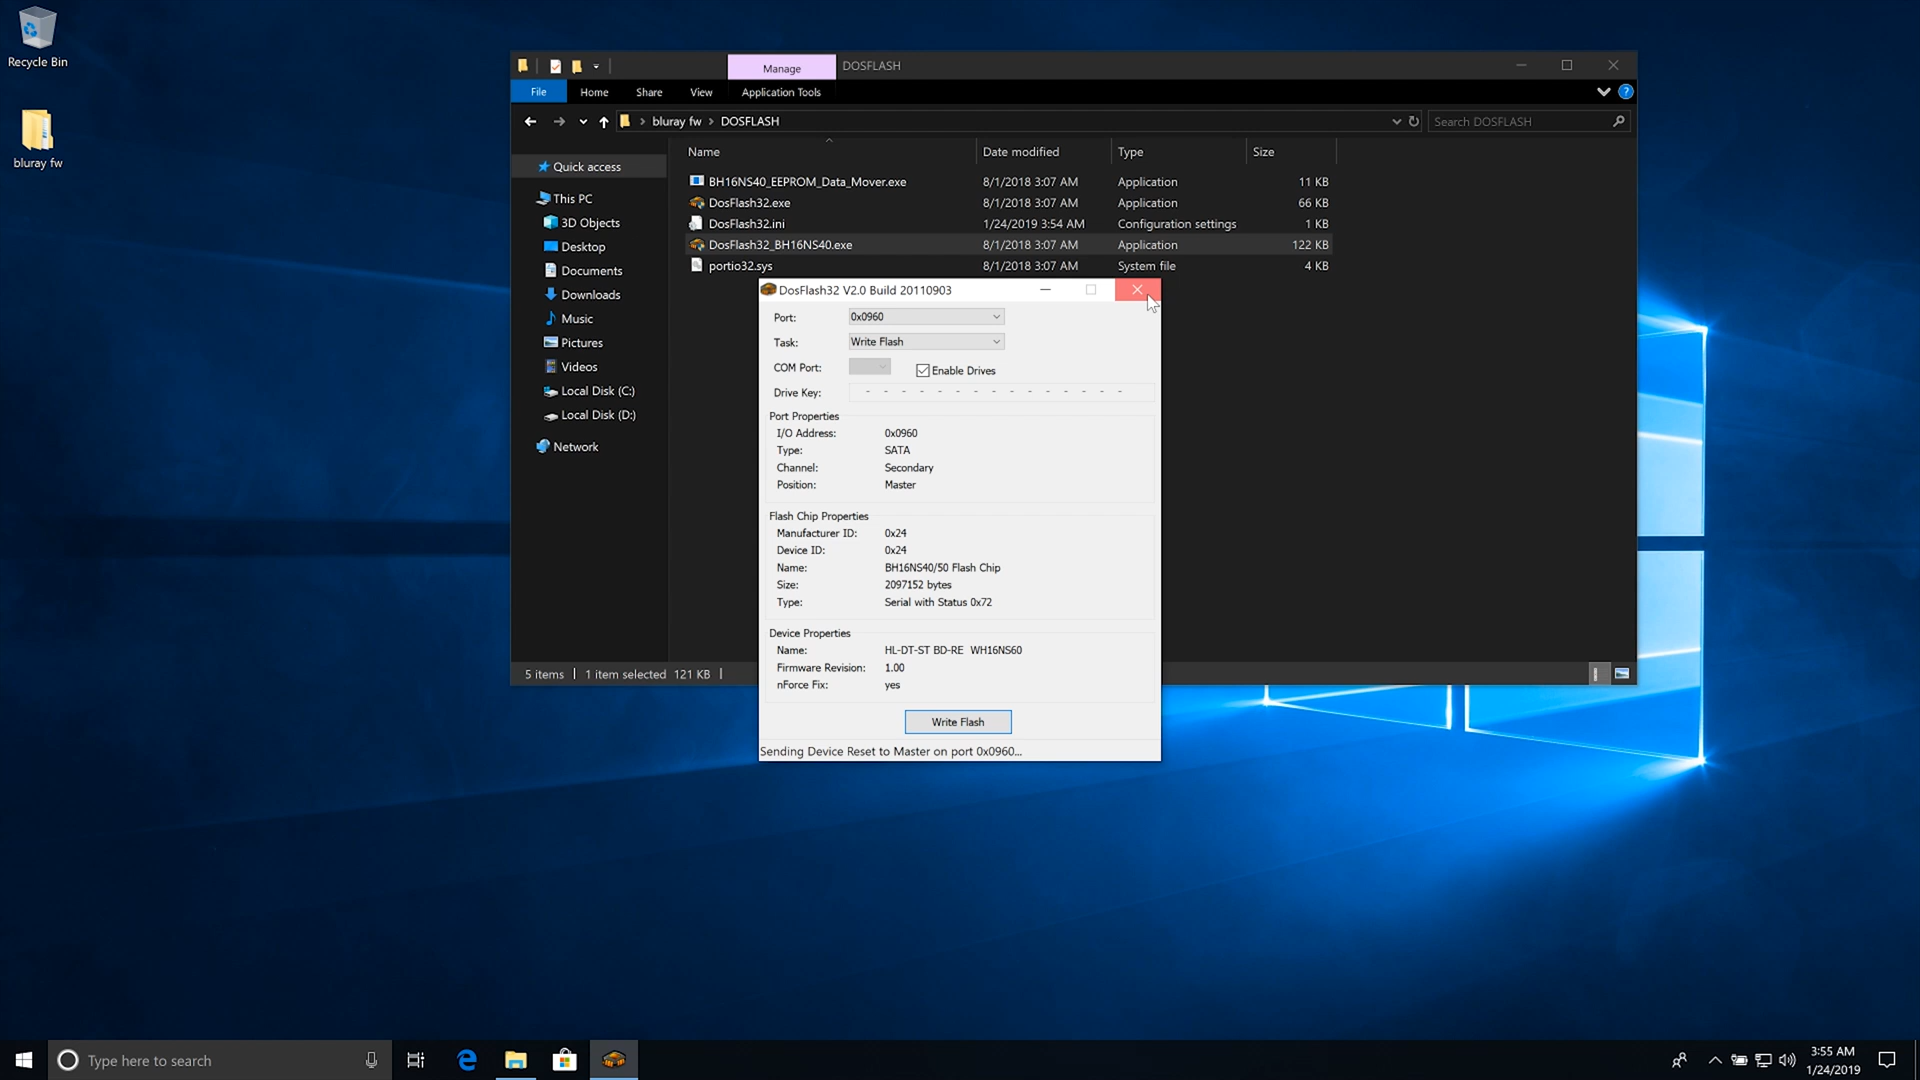 Recycle Bin
bluray fw
Manage
DOSFLASH
File
Home
Share
View
Application Tools
?
bluray fw
DOSFLASH
Search DOSFLASH
Name
Date modified
Type
Size
BH16NS40_EEPROM_Data_Mover.exe
8/1/2018 3:07 AM
Application
11 KB
DosFlash32.exe
8/1/2018 3:07 AM
Application
66 KB
DosFlash32.ini
1/24/2019 3:54 AM
Configuration settings
1 KB
DosFlash32_BH16NS40.exe
8/1/2018 3:07 AM
Application
122 KB
portio32.sys
8/1/2018 3:07 AM
System file
4 KB
Quick access
This PC
3D Objects
Desktop
Documents
Downloads
Music
Pictures
Videos
Local Disk (C:)
Local Disk (D:)
Network
5 items
1 item selected 121 KB
DosFlash32 V2.0 Build 20110903
Port: 0x0960
Task: Write Flash
COM Port: Enable Drives
Drive Key: - - - - - - - - - - - - - - -
Port Properties
I/O Address: 0x0960
Type: SATA
Channel: Secondary
Position: Master
Flash Chip Properties
Manufacturer ID: 0x24
Device ID: 0x24
Name: BH16NS40/50 Flash Chip
Size: 2097152 bytes
Type: Serial with Status 0x72
Device Properties
Name: HL-DT-ST BD-RE WH16NS60
Firmware Revision: 1.00
nForce Fix: yes
Write Flash
Sending Device Reset to Master on port 0x0960...
Type here to search
3:55 AM
1/24/2019